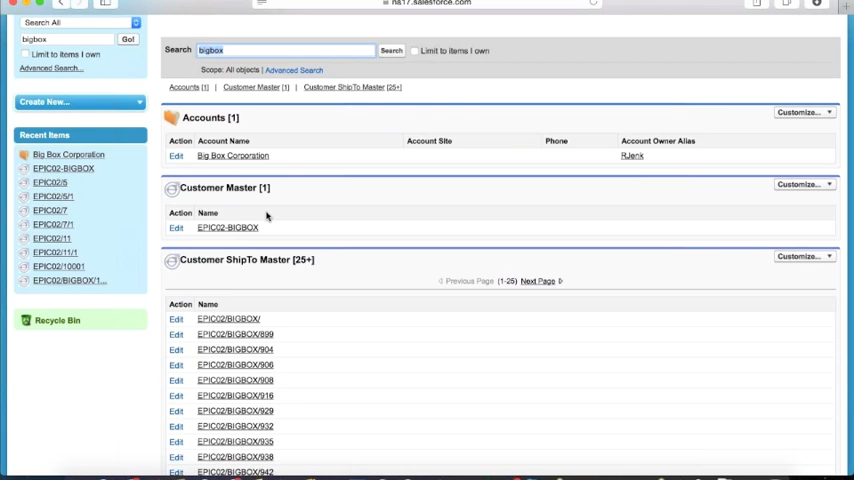 na17.salesforce.com
Search All
bigbox Go!
Limit to items I own
Advanced Search...
Create New...
Recent Items
Big Box Corporation
EPIC02-BIGBOX
EPIC02/5
EPIC02/5/1
EPIC02/7
EPIC02/7/1
EPIC02/11
EPIC02/11/1
EPIC02/10001
EPIC02/BIGBOX/1...
Recycle Bin
Search bigbox Search Limit to items I own
Scope: All objects | Advanced Search
Accounts [1] | Customer Master [1] | Customer ShipTo Master [25+]
Accounts [1] Customize...
Action Account Name Account Site Phone Account Owner Alias
Edit Big Box Corporation RJenk
Customer Master [1] Customize...
Action Name
Edit EPIC02-BIGBOX
Customer ShipTo Master [25+] Customize...
Previous Page (1-25) Next Page
Action Name
Edit EPIC02/BIGBOX/
Edit EPIC02/BIGBOX/899
Edit EPIC02/BIGBOX/904
Edit EPIC02/BIGBOX/906
Edit EPIC02/BIGBOX/908
Edit EPIC02/BIGBOX/916
Edit EPIC02/BIGBOX/929
Edit EPIC02/BIGBOX/932
Edit EPIC02/BIGBOX/935
Edit EPIC02/BIGBOX/938
Edit EPIC02/BIGBOX/942